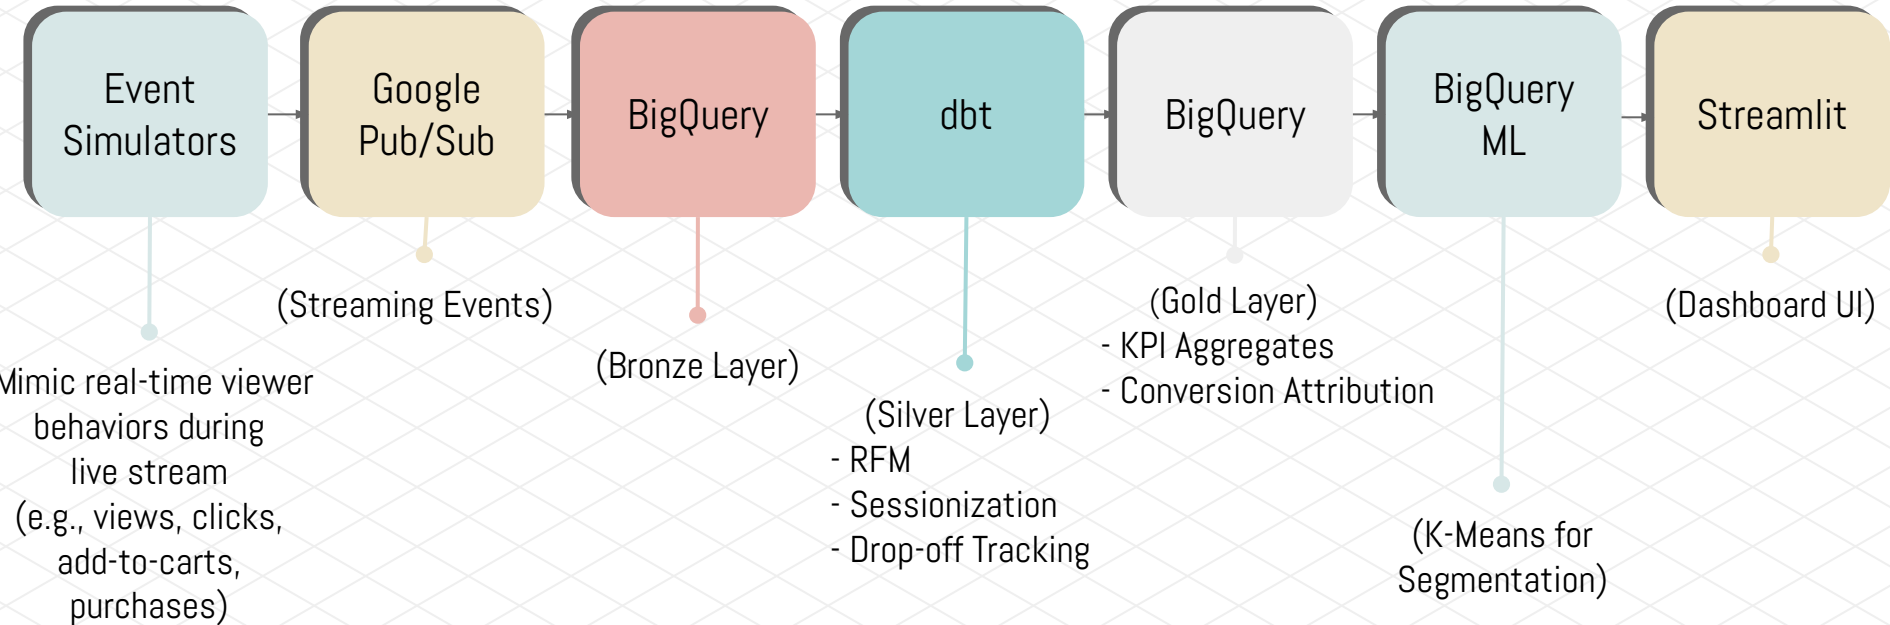 Event
Simulators
Google
Pub/Sub
BigQuery
dbt
BigQuery
BigQuery
ML
Streamlit
Mimic real-time viewer
behaviors during
live stream
(e.g., views, clicks,
add-to-carts,
purchases)
(Streaming Events)
(Bronze Layer)
(Silver Layer)
- RFM
- Sessionization
- Drop-off Tracking
(Gold Layer)
- KPI Aggregates
- Conversion Attribution
(K-Means for
Segmentation)
(Dashboard UI)